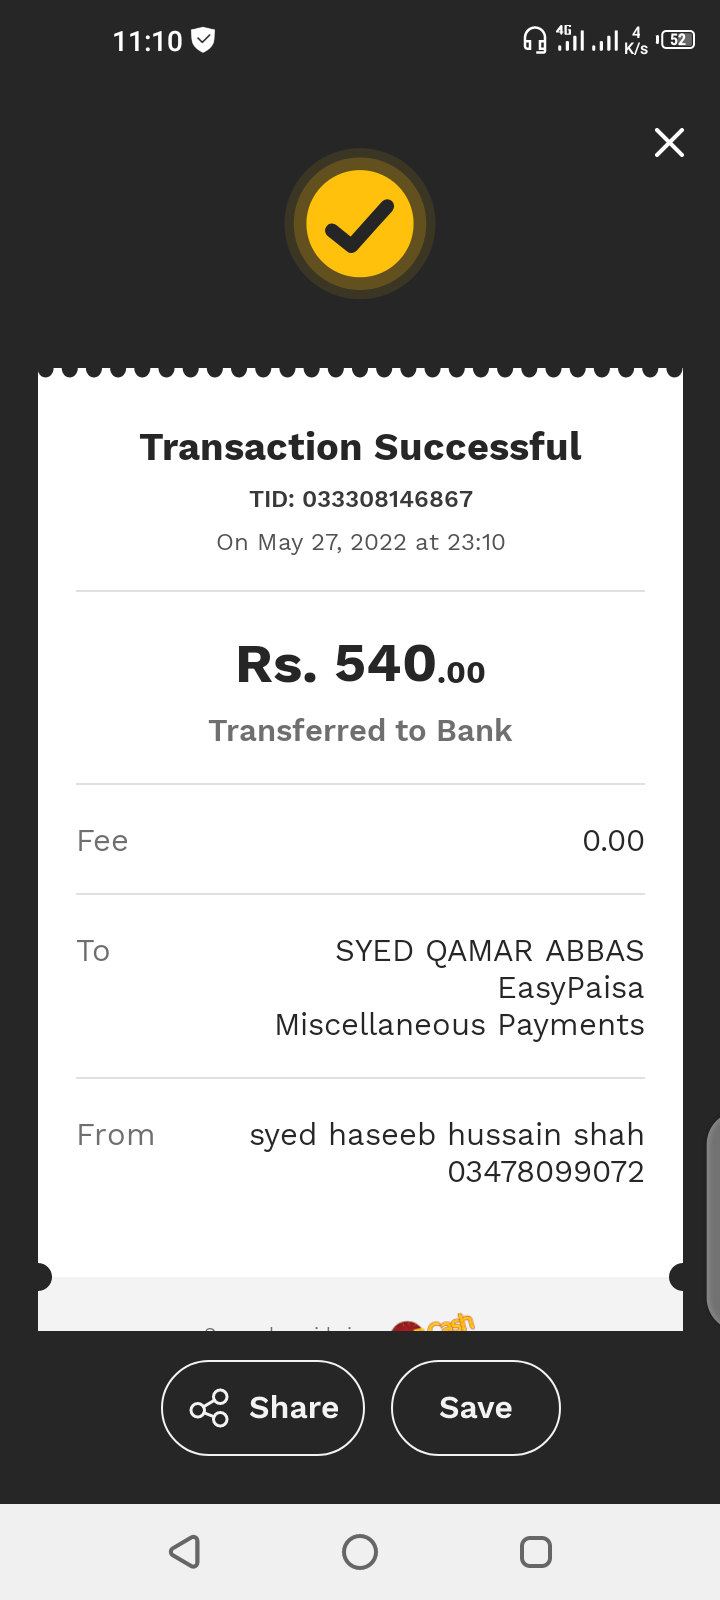 11:10
4G
4
K/s
52
Transaction Successful
TID: 033308146867
On May 27, 2022 at 23:10
Rs. 540.00
Transferred to Bank
Fee 0.00
To SYED QAMAR ABBAS
EasyPaisa
Miscellaneous Payments
From syed haseeb hussain shah
03478099072
Cash
Share
Save